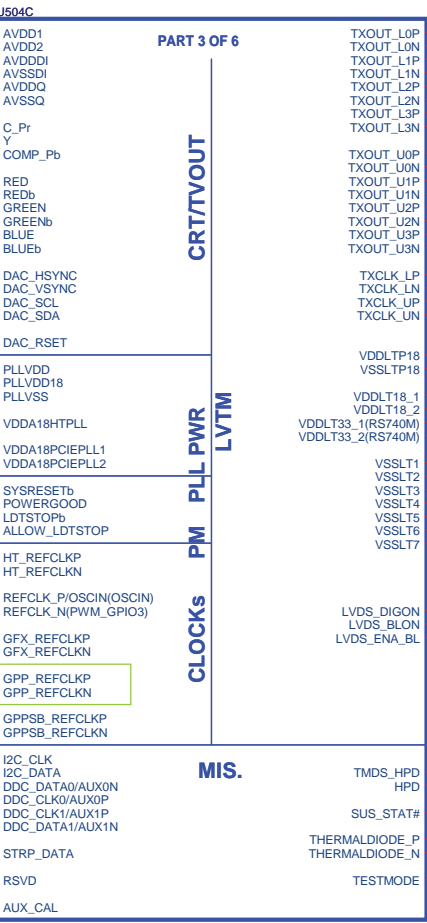 U504C
PART 3 OF 6
AVDD1
AVDD2
AVDDDI
AVSSDI
AVDDQ
AVSSQ
C_Pr
Y
COMP_Pb
RED
REDb
GREEN
GREENb
BLUE
BLUEb
DAC_HSYNC
DAC_VSYNC
DAC_SCL
DAC_SDA
DAC_RSET
CRT/TVOUT
PLLVDD
PLLVDD18
PLLVSS
VDDA18HTPLL
VDDA18PCIEPLL1
VDDA18PCIEPLL2
PLL PWR
SYSRESETb
POWERGOOD
LDTSTOPb
ALLOW_LDTSTOP
PM
HT_REFCLKP
HT_REFCLKN
REFCLK_P/OSCIN(OSCIN)
REFCLK_N(PWM_GPIO3)
GFX_REFCLKP
GFX_REFCLKN
GPP_REFCLKP
GPP_REFCLKN
GPPSB_REFCLKP
GPPSB_REFCLKN
CLOCKs
TXOUT_L0P
TXOUT_L0N
TXOUT_L1P
TXOUT_L1N
TXOUT_L2P
TXOUT_L2N
TXOUT_L3P
TXOUT_L3N
TXOUT_U0P
TXOUT_U0N
TXOUT_U1P
TXOUT_U1N
TXOUT_U2P
TXOUT_U2N
TXOUT_U3P
TXOUT_U3N
TXCLK_LP
TXCLK_LN
TXCLK_UP
TXCLK_UN
VDDLTP18
VSSLTP18
VDDLT18_1
VDDLT18_2
VDDLT33_1(RS740M)
VDDLT33_2(RS740M)
VSSLT1
VSSLT2
VSSLT3
VSSLT4
VSSLT5
VSSLT6
VSSLT7
LVDS_DIGON
LVDS_BLON
LVDS_ENA_BL
LVTM
I2C_CLK
I2C_DATA
DDC_DATA0/AUX0N
DDC_CLK0/AUX0P
DDC_CLK1/AUX1P
DDC_DATA1/AUX1N
STRP_DATA
RSVD
AUX_CAL
MIS.
TMDS_HPD
HPD
SUS_STAT#
THERMALDIODE_P
THERMALDIODE_N
TESTMODE